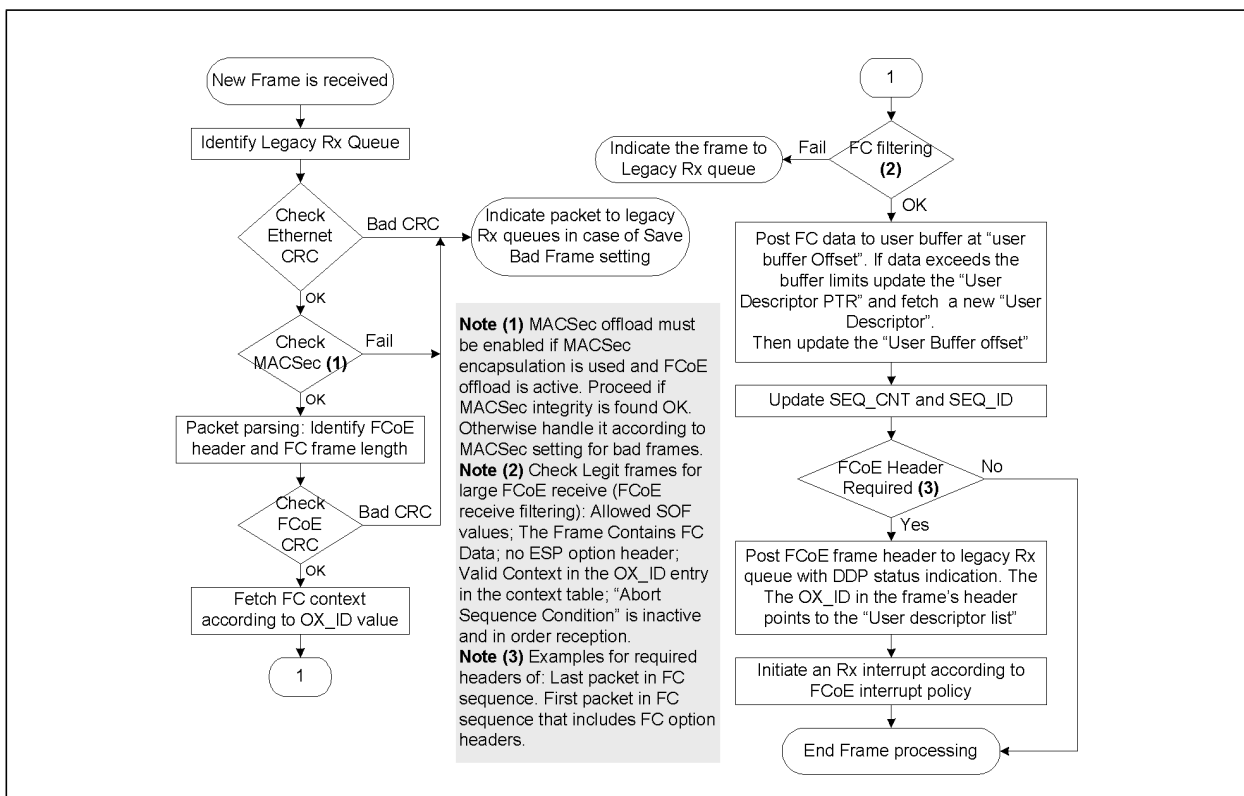 New Frame is received
Identify Legacy Rx Queue
Check
Ethernet
CRC
Bad CRC
Indicate packet to legacy
Rx queues in case of Save
Bad Frame setting
OK
Check
MACSec (1)
Fail
OK
Packet parsing: Identify FCoE
header and FC frame length
Check
FCoE
CRC
Bad CRC
OK
Fetch FC context
according to OX_ID value
1
Note (1) MACSec offload must
be enabled if MACSec
encapsulation is used and FCoE
offload is active. Proceed if
MACSec integrity is found OK.
Otherwise handle it according to
MACSec setting for bad frames.
Note (2) Check Legit frames for
large FCoE receive (FCoE
receive filtering): Allowed SOF
values; The Frame Contains FC
Data; no ESP option header;
Valid Context in the OX_ID entry
in the context table; “Abort
Sequence Condition” is inactive
and in order reception.
Note (3) Examples for required
headers of: Last packet in FC
sequence. First packet in FC
sequence that includes FC option
headers.
1
FC filtering
(2)
Fail
Indicate the frame to
Legacy Rx queue
OK
Post FC data to user buffer at “user
buffer Offset”. If data exceeds the
buffer limits update the “User
Descriptor PTR” and fetch a new “User
Descriptor”.
Then update the “User Buffer offset”
Update SEQ_CNT and SEQ_ID
FCoE Header
Required (3)
No
Yes
Post FCoE frame header to legacy Rx
queue with DDP status indication. The
The OX_ID in the frame’s header
points to the “User descriptor list”
Initiate an Rx interrupt according to
FCoE interrupt policy
End Frame processing